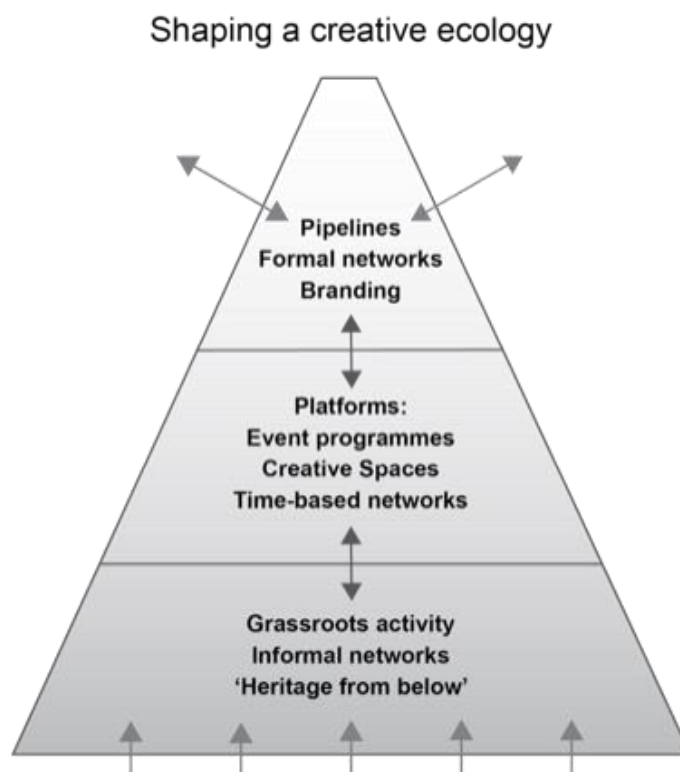 Shaping a creative ecology
Pipelines
Formal networks
Branding
Platforms:
Event programmes
Creative Spaces
Time-based networks
Grassroots activity
Informal networks
‘Heritage from below’